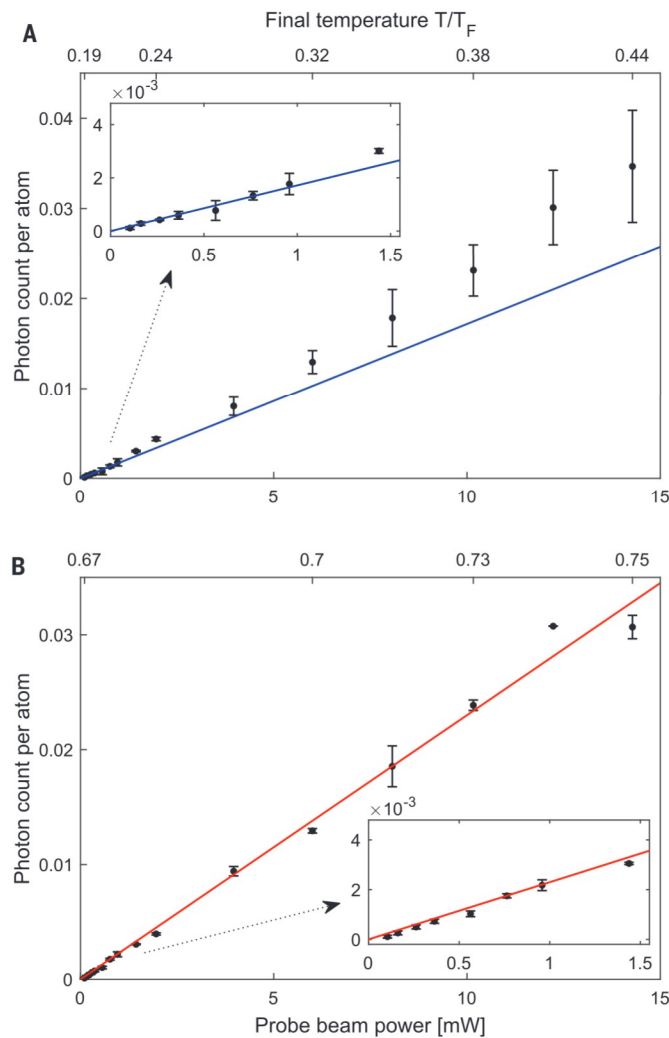 A
Final temperature T/T_F
0.19 0.24 0.32 0.38 0.44
Photon count per atom
0.04
0.03
0.02
0.01
0
×10⁻³
4
2
0
0 0.5 1 1.5
0 5 10 15
B
0.67 0.7 0.73 0.75
Photon count per atom
0.03
0.02
0.01
0
×10⁻³
4
2
0
0 0.5 1 1.5
0 5 10 15
Probe beam power [mW]